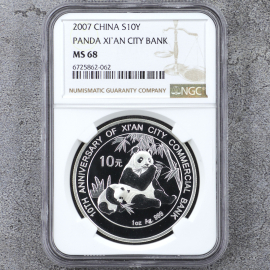 2007 CHINA S10Y
PANDA XI'AN CITY BANK
MS 68
6725862-062
NUMISMATIC GUARANTY COMPANY
NGC
10TH ANNIVERSARY OF XI'AN CITY COMMERCIAL BANK
10元
1oz Ag .999